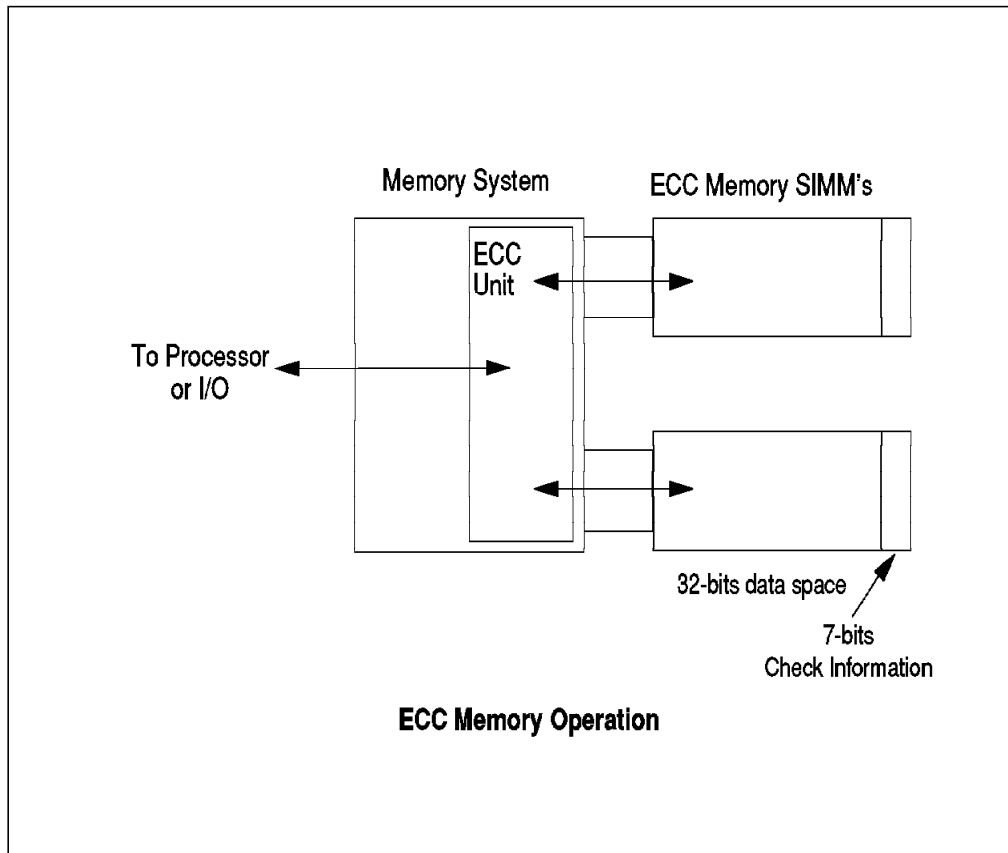 Memory System
ECC Memory SIMM's
ECC
Unit
To Processor
or I/O
32-bits data space
7-bits
Check Information
ECC Memory Operation